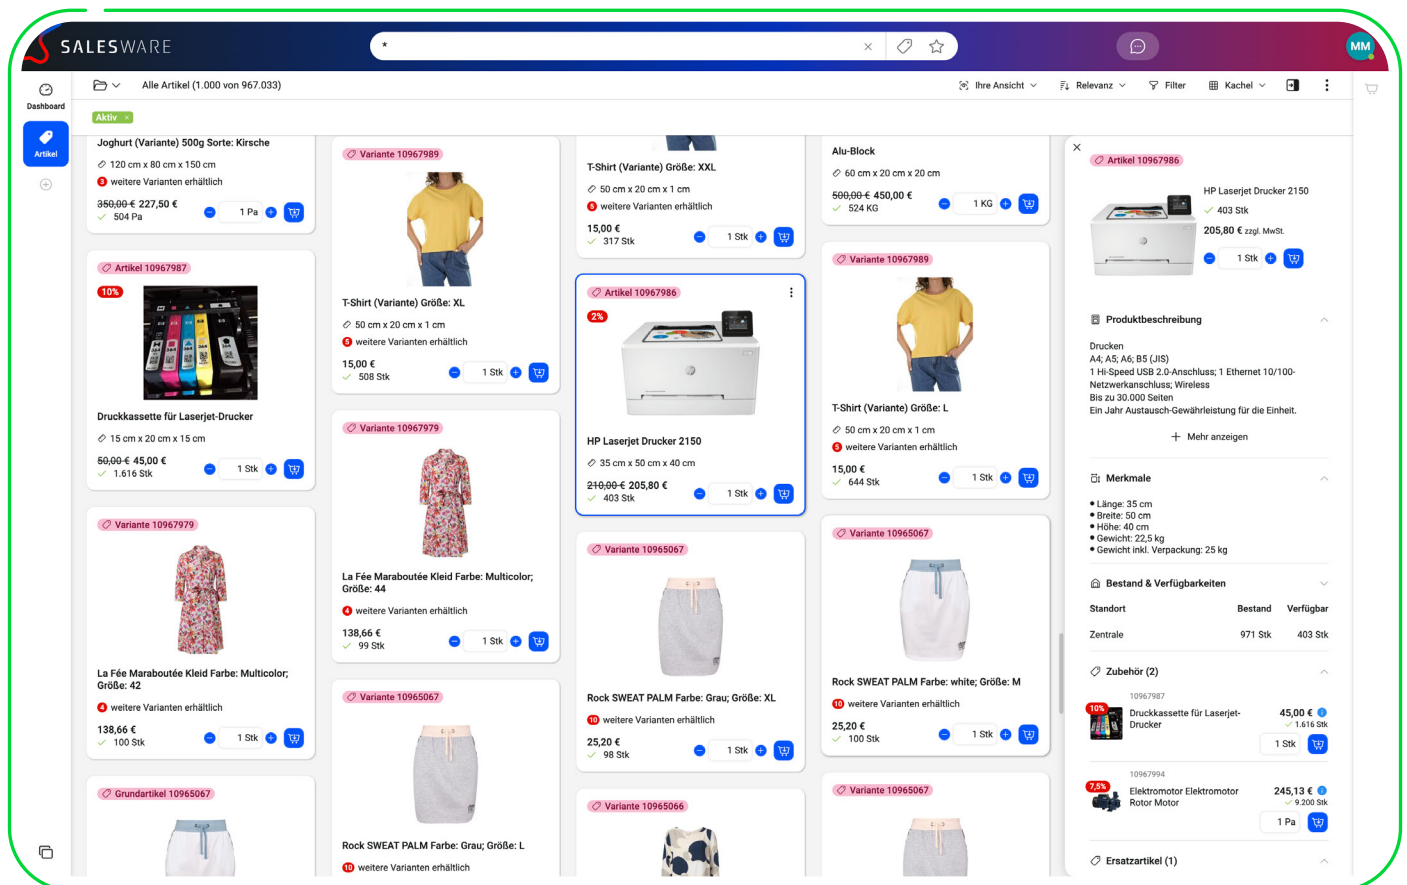 SALESWARE
*
MM
Dashboard
Artikel
Alle Artikel (1.000 von 967.033)
Ihre Ansicht
Relevanz
Filter
Kachel
Aktiv ×
Joghurt (Variante) 500g Sorte: Kirsche
120 cm x 80 cm x 150 cm
3 weitere Varianten erhältlich
350,00 € 227,50 €
504 Pa
1 Pa
Artikel 10967987
10%
Druckkassette für Laserjet-Drucker
15 cm x 20 cm x 15 cm
50,00 € 45,00 €
1.616 Stk
1 Stk
Variante 10967979
La Fée Maraboutée Kleid Farbe: Multicolor;
Größe: 42
4 weitere Varianten erhältlich
138,66 €
100 Stk
1 Stk
Grundartikel 10965067
Variante 10967989
T-Shirt (Variante) Größe: XL
50 cm x 20 cm x 1 cm
5 weitere Varianten erhältlich
15,00 €
508 Stk
1 Stk
Variante 10967979
La Fée Maraboutée Kleid Farbe: Multicolor;
Größe: 44
4 weitere Varianten erhältlich
138,66 €
99 Stk
1 Stk
Variante 10965067
Rock SWEAT PALM Farbe: Grau; Größe: L
10 weitere Varianten erhältlich
T-Shirt (Variante) Größe: XXL
50 cm x 20 cm x 1 cm
5 weitere Varianten erhältlich
15,00 €
317 Stk
1 Stk
Artikel 10967986
2%
HP Laserjet Drucker 2150
35 cm x 50 cm x 40 cm
210,00 € 205,80 €
403 Stk
1 Stk
Variante 10965067
Rock SWEAT PALM Farbe: Grau; Größe: XL
10 weitere Varianten erhältlich
25,20 €
98 Stk
1 Stk
Variante 10965066
Alu-Block
60 cm x 20 cm x 20 cm
500,00 € 450,00 €
524 KG
1 KG
Variante 10967989
T-Shirt (Variante) Größe: L
50 cm x 20 cm x 1 cm
5 weitere Varianten erhältlich
15,00 €
644 Stk
1 Stk
Variante 10965067
Rock SWEAT PALM Farbe: white; Größe: M
10 weitere Varianten erhältlich
25,20 €
100 Stk
1 Stk
Variante 10965067
Artikel 10967986
HP Laserjet Drucker 2150
403 Stk
205,80 € zzgl. MwSt.
1 Stk
Produktbeschreibung
Drucken
A4; A5; A6; B5 (JIS)
1 Hi-Speed USB 2.0-Anschluss; 1 Ethernet 10/100-
Netzwerkanschluss; Wireless
Bis zu 30.000 Seiten
Ein Jahr Austausch-Gewährleistung für die Einheit.
+ Mehr anzeigen
Merkmale
• Länge: 35 cm
• Breite: 50 cm
• Höhe: 40 cm
• Gewicht: 22,5 kg
• Gewicht inkl. Verpackung: 25 kg
Bestand & Verfügbarkeiten
Standort Bestand Verfügbar
Zentrale 971 Stk 403 Stk
Zubehör (2)
10967987
10%
Druckkassette für Laserjet-
Drucker
45,00 €
1.616 Stk
1 Stk
10967994
7,5%
Elektromotor Elektromotor
Rotor Motor
245,13 €
9.200 Stk
1 Pa
Ersatzartikel (1)